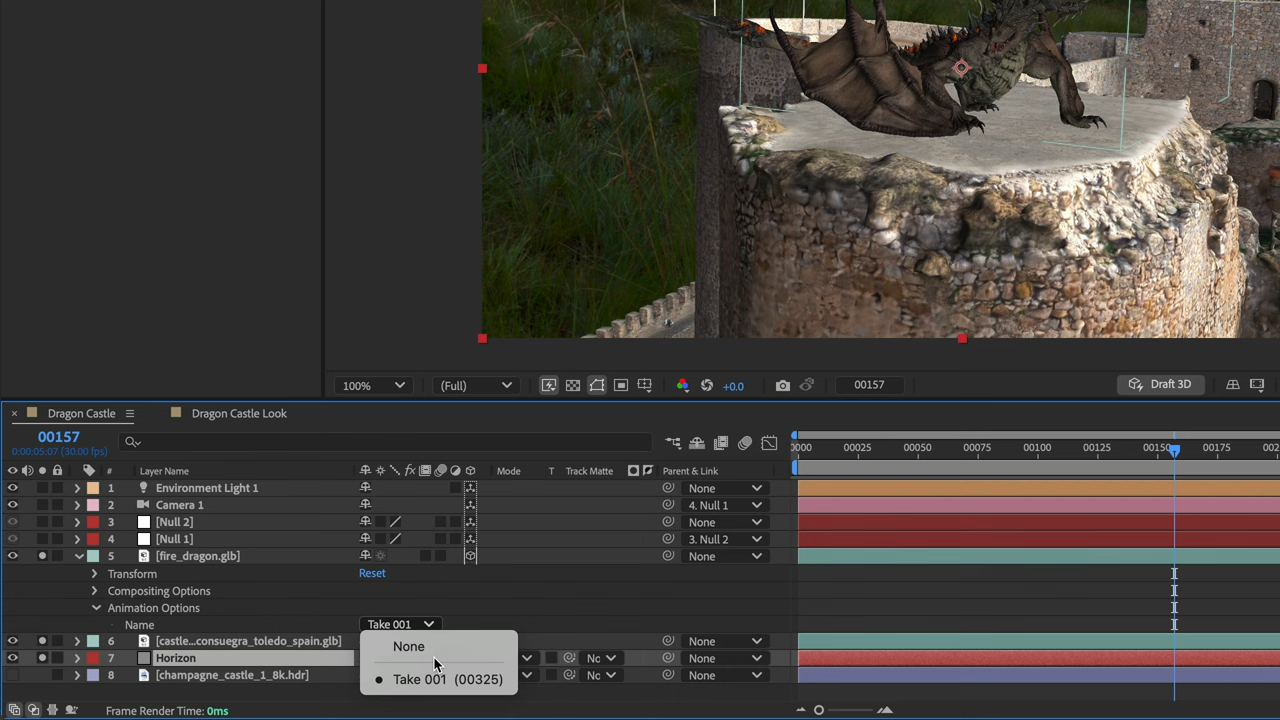 100%
(Full)
+0.0
00157
Draft 3D
× Dragon Castle
Dragon Castle Look
00157
0:00:05:07 (30.00 fps)
0000 00025 00050 00075 00100 00125 00150 00175
# Layer Name Mode T Track Matte Parent & Link
1 Environment Light 1 None
2 Camera 1 4. Null 1
3 [Null 2] None
4 [Null 1] 3. Null 2
5 [fire_dragon.glb] None
Transform Reset
Compositing Options
Animation Options
Name Take 001
None
Take 001 (00325)
6 [castle...consuegra_toledo_spain.glb] None
7 Horizon Nc None
8 [champagne_castle_1_8k.hdr] Nc None
Frame Render Time: 0ms